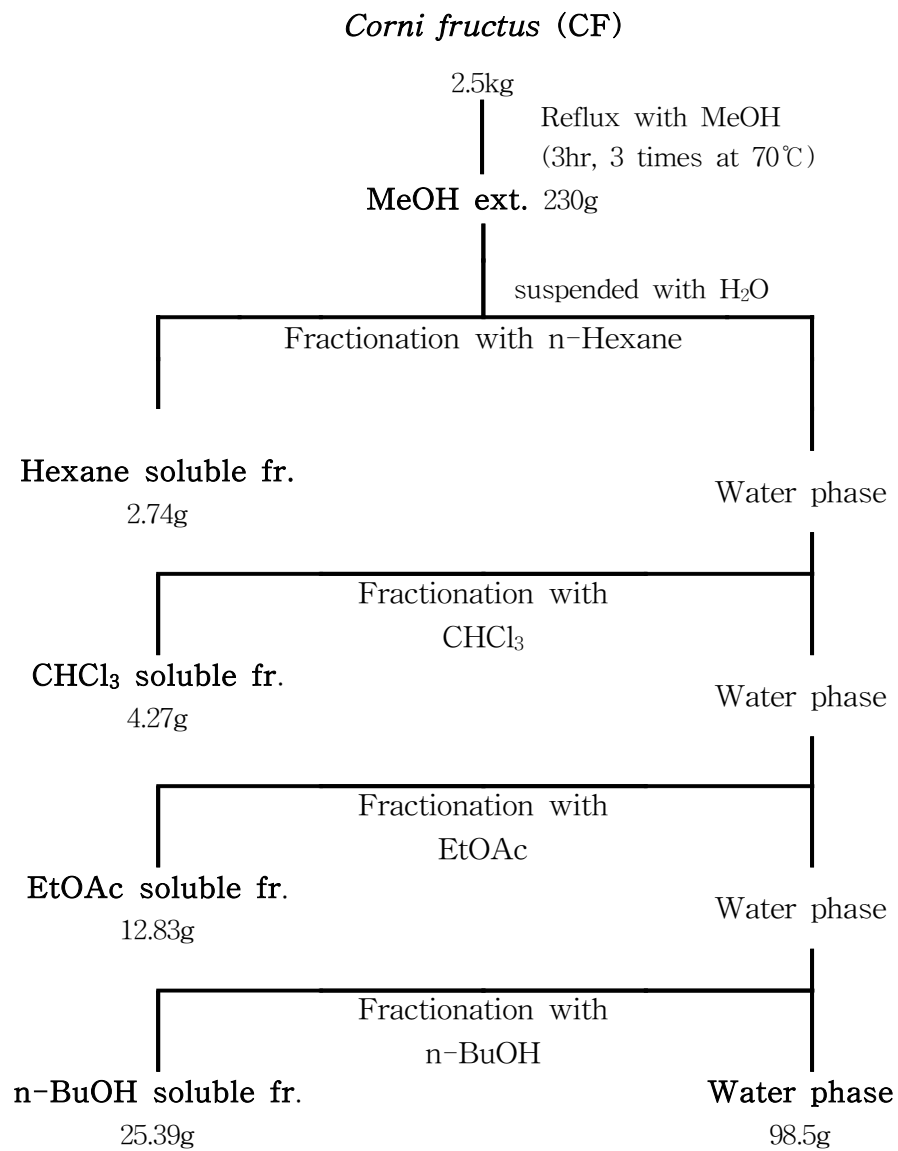 Corni fructus (CF)
2.5kg
Reflux with MeOH
(3hr, 3 times at 70℃)
MeOH ext. 230g
suspended with H₂O
Fractionation with n-Hexane
Hexane soluble fr.
2.74g
Water phase
Fractionation with
CHCl₃
CHCl₃ soluble fr.
4.27g
Water phase
Fractionation with
EtOAc
EtOAc soluble fr.
12.83g
Water phase
Fractionation with
n-BuOH
n-BuOH soluble fr.
25.39g
Water phase
98.5g